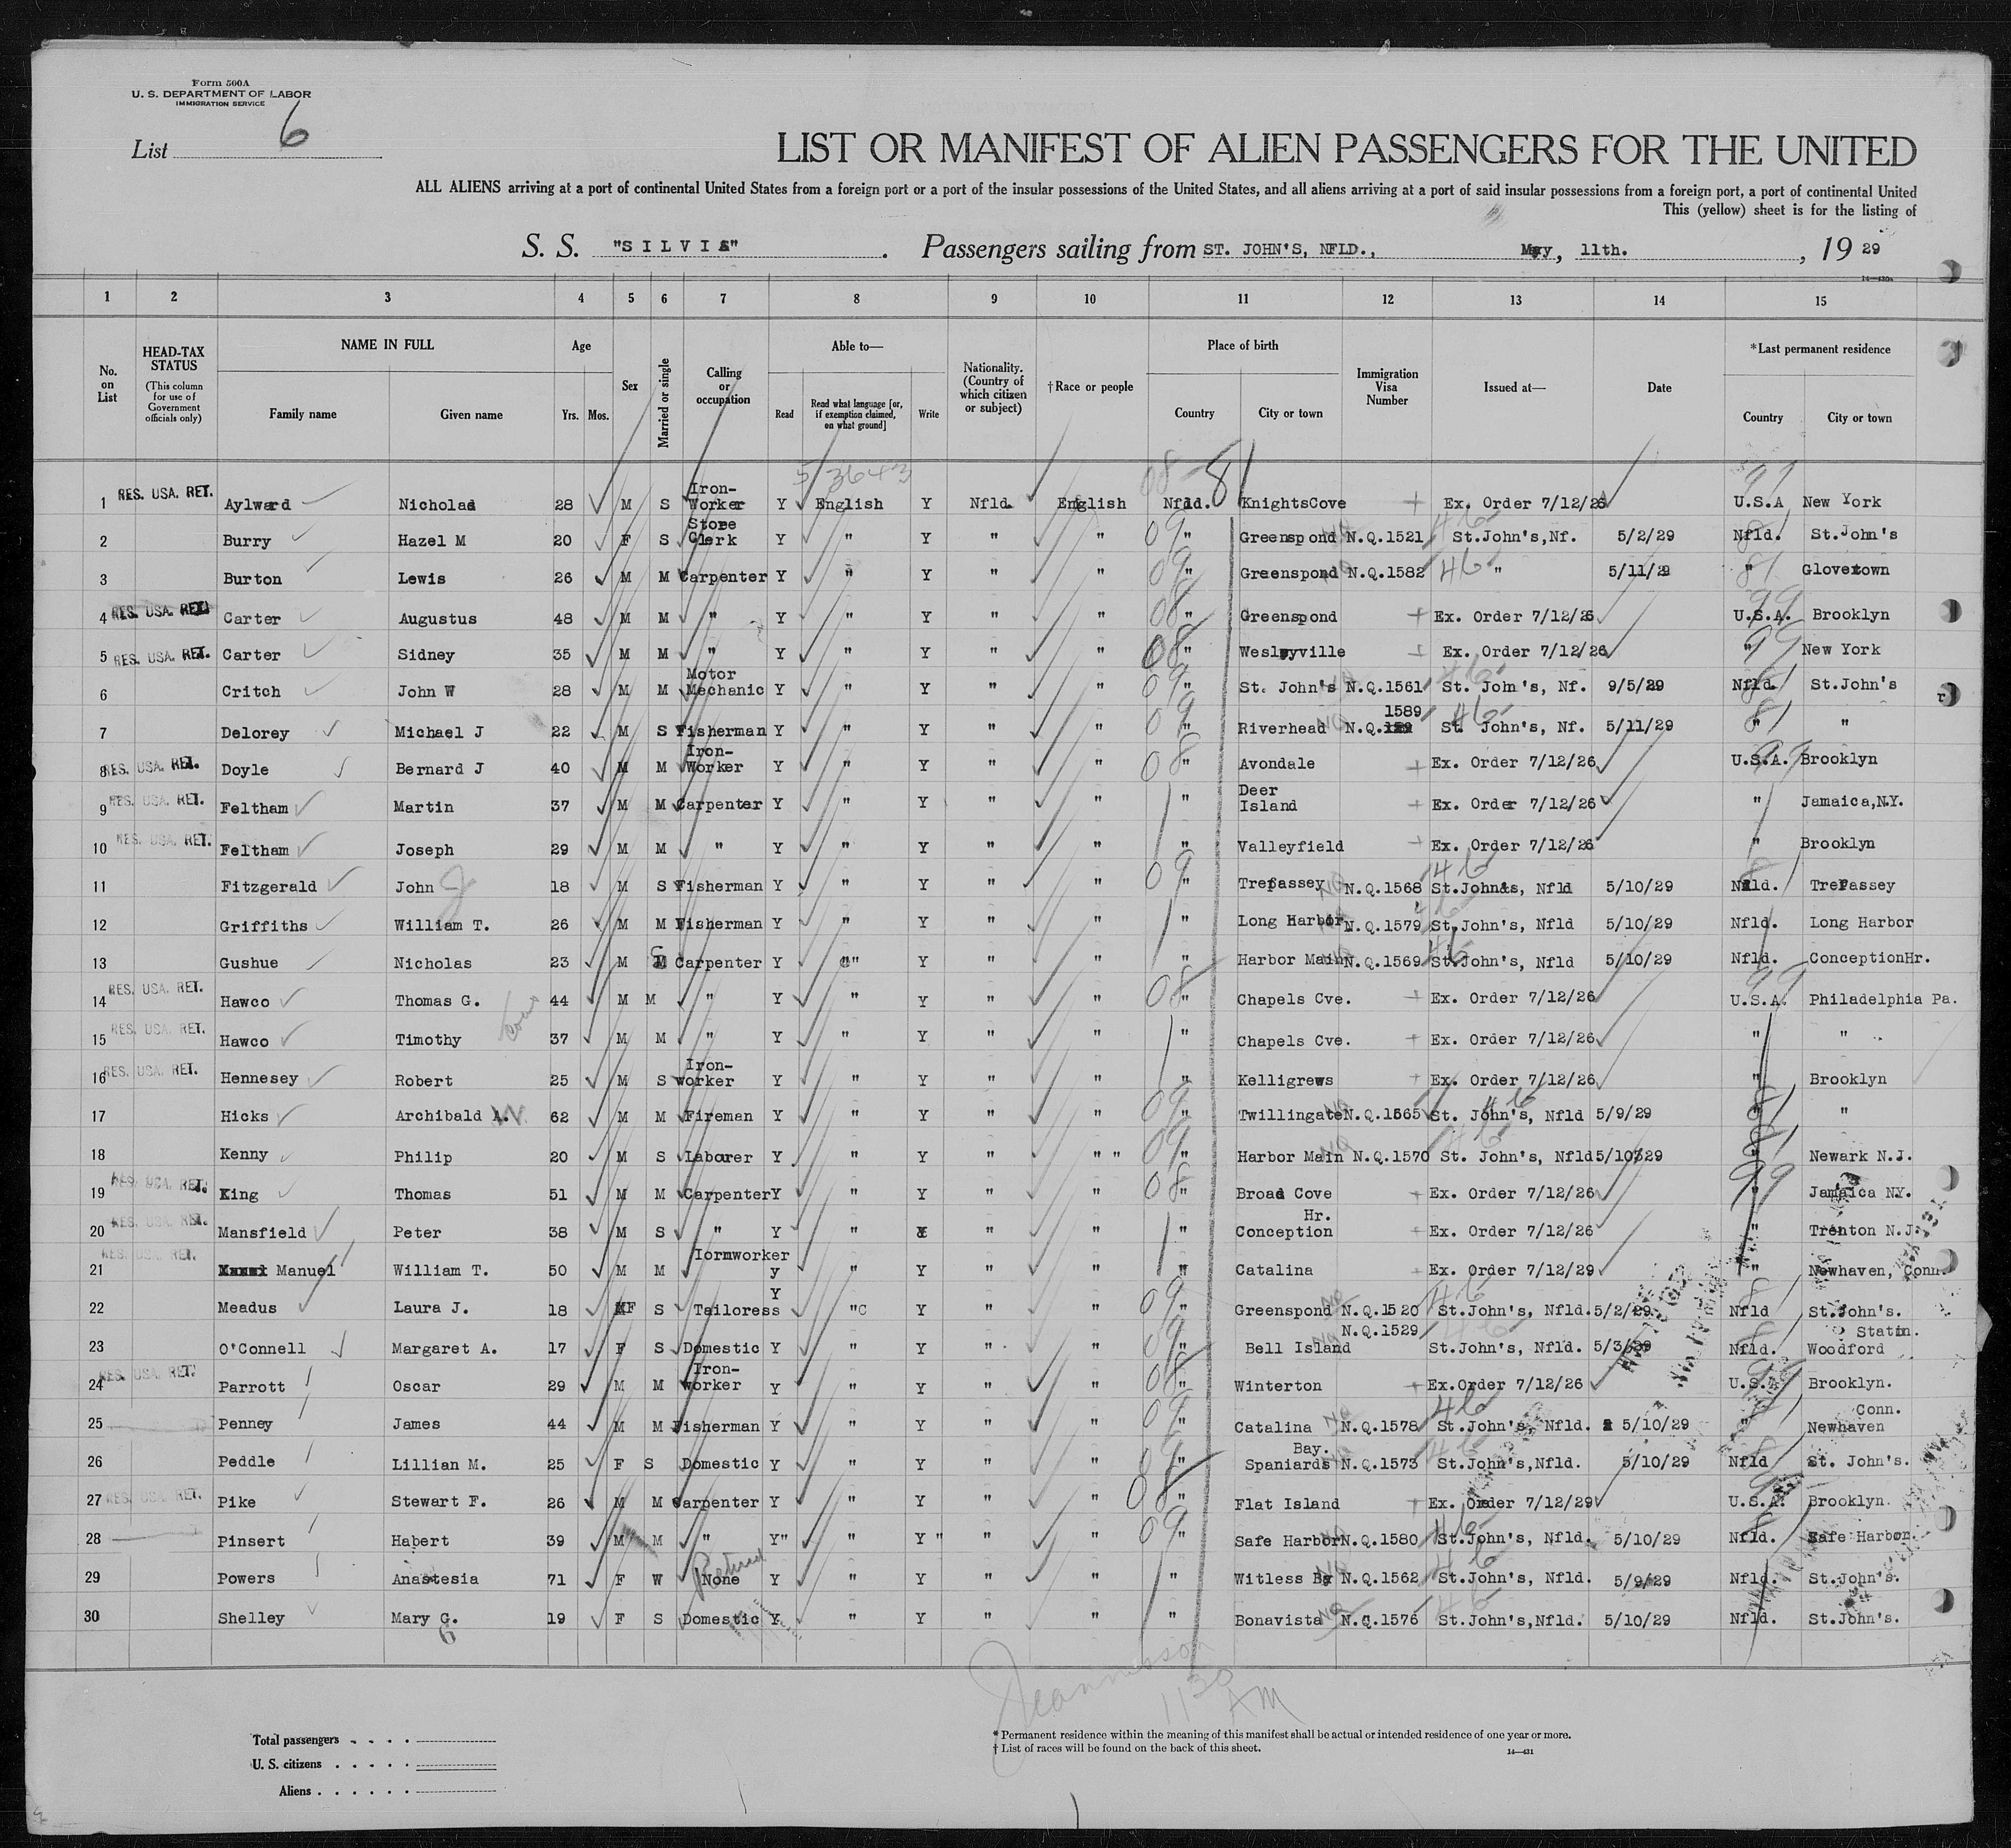 Form 500A
U. S. DEPARTMENT OF LABOR
IMMIGRATION SERVICE
List 6
LIST OR MANIFEST OF ALIEN PASSENGERS FOR THE UNITED
ALL ALIENS arriving at a port of continental United States from a foreign port or a port of the insular possessions of the United States, and all aliens arriving at a port of said insular possessions from a foreign port, a port of continental United
This (yellow) sheet is for the listing of
S. S. "SILVIA". Passengers sailing from ST. JOHN'S, NFLD., May, 11th. , 19 29
1 2 3 4 5 6 7 8 9 10 11 12 13 14 15
No. on List
HEAD-TAX STATUS (This column for use of Government officials only)
NAME IN FULL Family name Given name
Age Yrs. Mos.
Sex
Married or single
Calling or occupation
Able to— Read Read what language [or, if exemption claimed, on what ground] Write
Nationality. (Country of which citizen or subject)
†Race or people
Place of birth Country City or town
Immigration Visa Number
Issued at—
Date
*Last permanent residence Country City or town
1 RES. USA. RET. Aylward Nicholas 28 M S Iron-Worker Y English Y Nfld. English Nfld. KnightsCove Ex. Order 7/12/26 U.S.A New York
2 Burry Hazel M 20 F S Store Clerk Y " Y " " " Greenspond N.Q.1521 St.John's,Nf. 5/2/29 Nfld. St.John's
3 Burton Lewis 26 M M Carpenter Y " Y " " " Greenspond N.Q.1582 " 5/11/29 " Glovertown
4 RES. USA. RET. Carter Augustus 48 M M " Y " Y " " " Greenspond Ex. Order 7/12/26 U.S.A. Brooklyn
5 RES. USA. RET. Carter Sidney 35 M M " Y " Y " " " Weslpyville Ex. Order 7/12/26 " New York
6 Critch John W 28 M M Motor Mechanic Y " Y " " " St. John's N.Q.1561 St. John's, Nf. 9/5/29 Nfld. St.John's
7 Delorey Michael J 22 M S Fisherman Y " Y " " " Riverhead N.Q. 1589 St. John's, Nf. 5/11/29 " "
8 RES. USA. RET. Doyle Bernard J 40 M M Iron-Worker Y " Y " " " Avondale Ex. Order 7/12/26 U.S.A. Brooklyn
9 RES. USA. RET. Feltham Martin 37 M M Carpenter Y " Y " " " Deer Island Ex. Order 7/12/26 " Jamaica,N.Y.
10 RES. USA. RET. Feltham Joseph 29 M M " Y " Y " " " Valleyfield Ex. Order 7/12/26 " Brooklyn
11 Fitzgerald John J 18 M S Fisherman Y " Y " " " Trepassey N.Q.1568 St.John's, Nfld 5/10/29 Nfld. Trepassey
12 Griffiths William T. 26 M M Fisherman Y " Y " " " Long Harbor N.Q.1579 St.John's, Nfld 5/10/29 Nfld. Long Harbor
13 Gushue Nicholas 23 M S Carpenter Y " Y " " " Harbor Main N.Q.1569 St.John's, Nfld 5/10/29 Nfld. ConceptionHr.
14 RES. USA. RET. Hawco Thomas G. 44 M M " Y " Y " " " Chapels Cve. Ex. Order 7/12/26 U.S.A. Philadelphia Pa.
15 RES. USA. RET. Hawco Timothy 37 M M " Y " Y " " " Chapels Cve. Ex. Order 7/12/26 " "
16 RES. USA. RET. Hennesey Robert 25 M S Iron-worker Y " Y " " " Kelligrews Ex. Order 7/12/26 " Brooklyn
17 Hicks Archibald W. 62 M M Fireman Y " Y " " " Twillingate N.Q.1565 St. John's, Nfld 5/9/29 " "
18 Kenny Philip 20 M S Laborer Y " Y " " " " Harbor Main N.Q.1570 St. John's, Nfld 5/10/29 " Newark N.J.
19 RES. USA. RET. King Thomas 51 M M Carpenter Y " Y " " " Broad Cove Ex. Order 7/12/26 " Jamaica NY.
20 RES. USA. RET. Mansfield Peter 38 M S " Y " Y " " " Hr. Conception Ex. Order 7/12/26 " Trenton N.J.
21 RES. USA. RET. Manuel William T. 50 M M Iornworker y " Y " " " Catalina Ex. Order 7/12/29 " Newhaven, Conn.
22 Meadus Laura J. 18 F S Tailoress Y " Y " " " Greenspond N.Q.1520 St.John's, Nfld. 5/2/29 Nfld St.John's.
23 O'Connell Margaret A. 17 F S Domestic Y " Y " " " Bell Island N.Q.1529 St.John's, Nfld. 5/3/29 Nfld. Woodford Statin.
24 RES. USA. RET. Parrott Oscar 29 M M Iron-worker Y " Y " " " Winterton Ex.Order 7/12/26 U.S.A. Brooklyn.
25 Penney James 44 M M Fisherman Y " Y " " " Catalina N.Q.1578 St.John's, Nfld. 5/10/29 " Newhaven Conn.
26 Peddle Lillian M. 25 F S Domestic Y " Y " " " Spaniards Bay. N.Q.1573 St.John's,Nfld. 5/10/29 Nfld St. John's.
27 RES. USA. RET. Pike Stewart F. 26 M M Carpenter Y " Y " " " Flat Island Ex. Order 7/12/29 U.S.A. Brooklyn.
28 Pinsert Habert 39 M M " Y" " Y " " " " Safe Harbor N.Q.1580 St.John's, Nfld. 5/10/29 Nfld. Safe Harbor.
29 Powers Anastesia 71 F W Retired None Y " Y " " " Witless By N.Q.1562 St.John's, Nfld. 5/9/29 Nfld. St.John's.
30 Shelley Mary G. 19 F S Domestic Y " Y " " " Bonavista N.Q.1576 St.John's,Nfld. 5/10/29 Nfld. St.John's.
6
11 30 AM
Total passengers
U. S. citizens
Aliens
* Permanent residence within the meaning of this manifest shall be actual or intended residence of one year or more.
† List of races will be found on the back of this sheet.
14—431